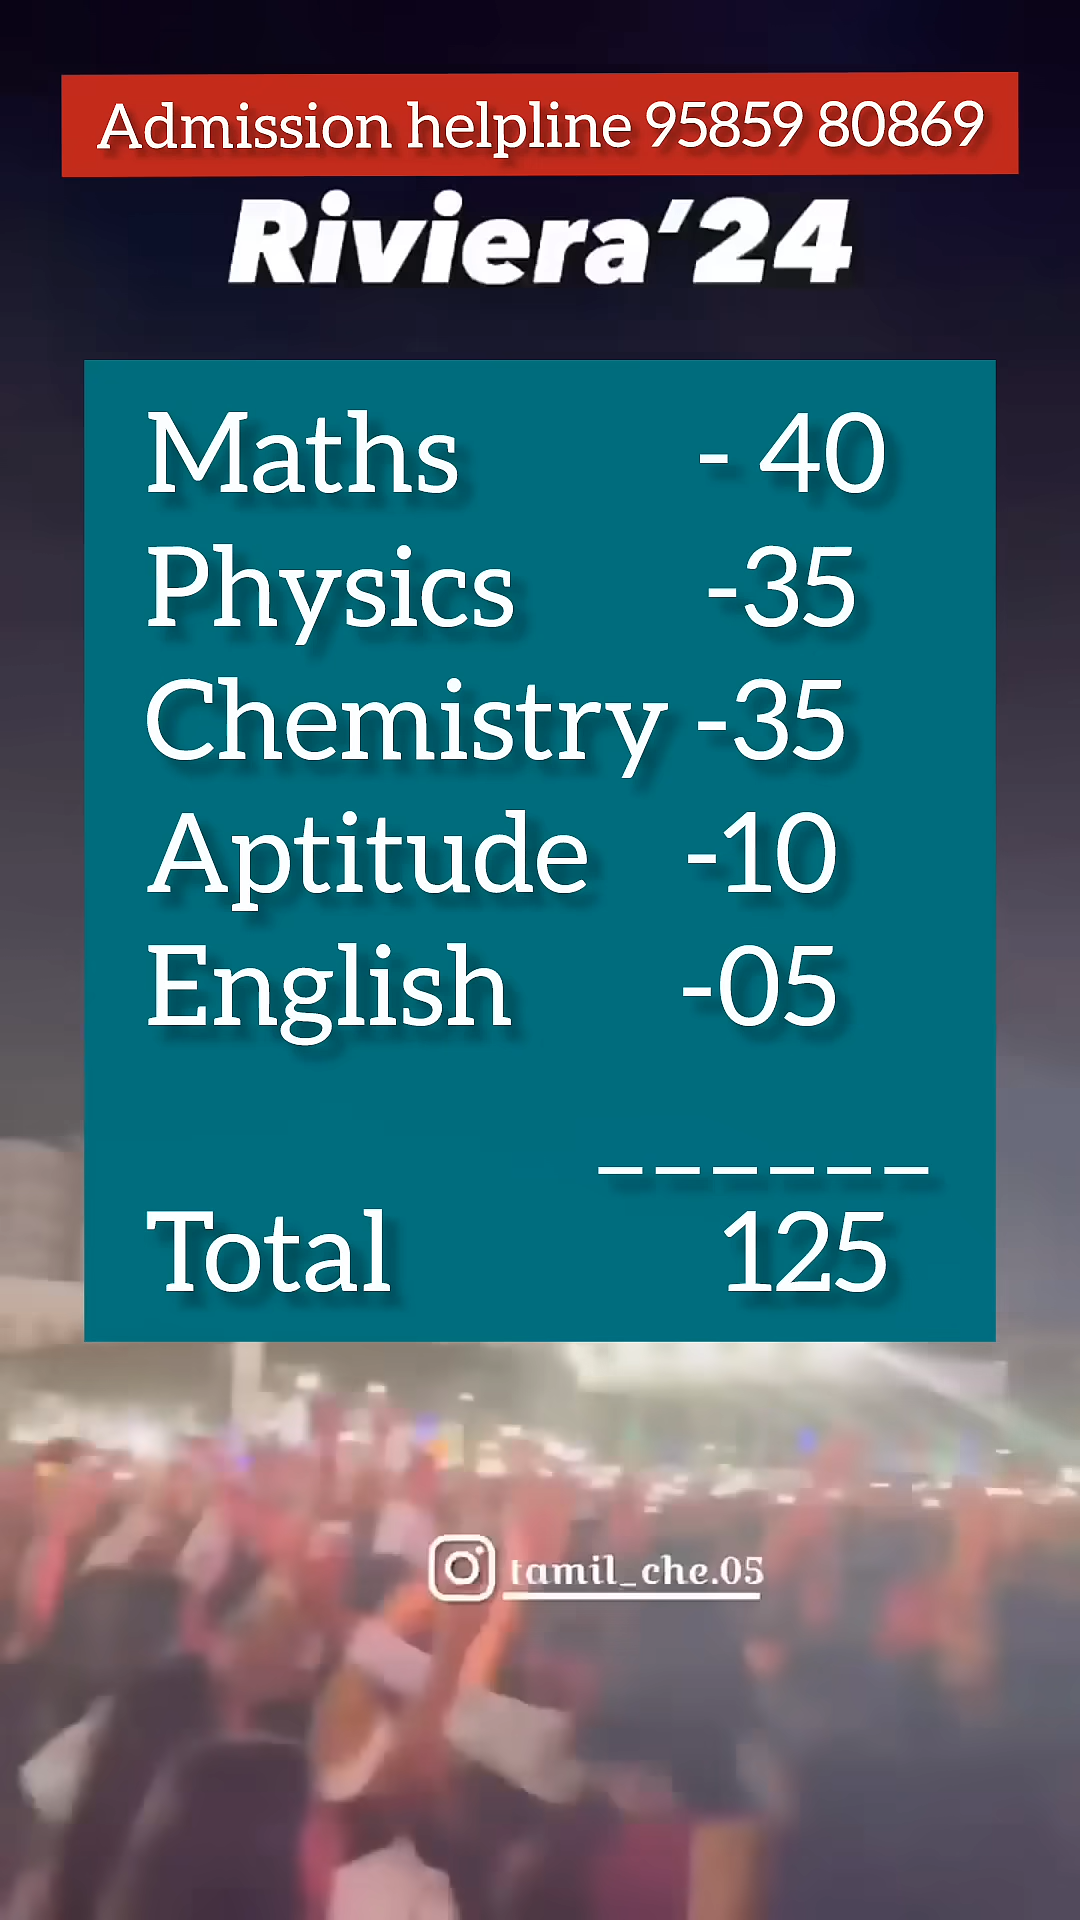 Admission helpline 95859 80869
Riviera’24
Maths - 40
Physics -35
Chemistry -35
Aptitude -10
English -05
______
Total 125
tamil_che.05